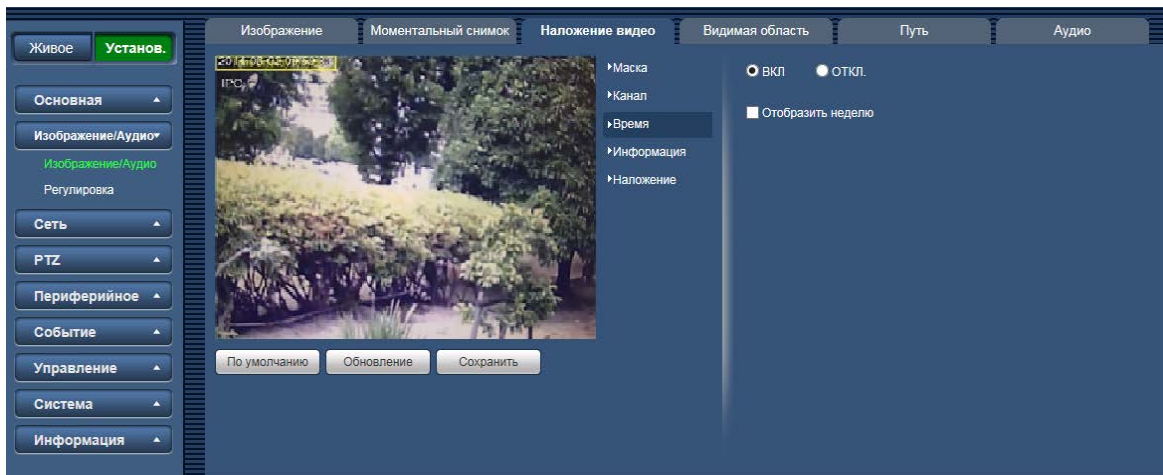 Изображение
Моментальный снимок
Наложение видео
Видимая область
Путь
Аудио
Живое
Установ.
Основная
Изображение/Аудио
Изображение/Аудио
Регулировка
Сеть
PTZ
Периферийное
Событие
Управление
Система
Информация
IPC
Маска
Канал
Время
Информация
Наложение
ВКЛ ОТКЛ.
Отобразить неделю
По умолчанию Обновление Сохранить